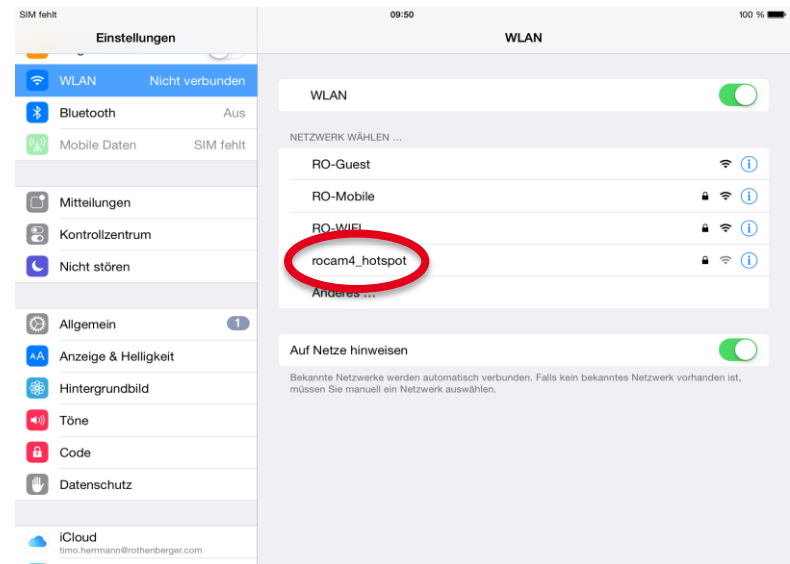 SIM fehlt
09:50
100 %
Einstellungen
WLAN
WLAN Nicht verbunden
Bluetooth Aus
Mobile Daten SIM fehlt
Mitteilungen
Kontrollzentrum
Nicht stören
Allgemein 1
AA Anzeige & Helligkeit
Hintergrundbild
Töne
Code
Datenschutz
iCloud
timo.herrmann@rothenberger.com
WLAN
NETZWERK WÄHLEN ...
RO-Guest
RO-Mobile
RO-WIFI
rocam4_hotspot
Anderes ...
Auf Netze hinweisen
Bekannte Netzwerke werden automatisch verbunden. Falls kein bekanntes Netzwerk vorhanden ist,
müssen Sie manuell ein Netzwerk auswählen.